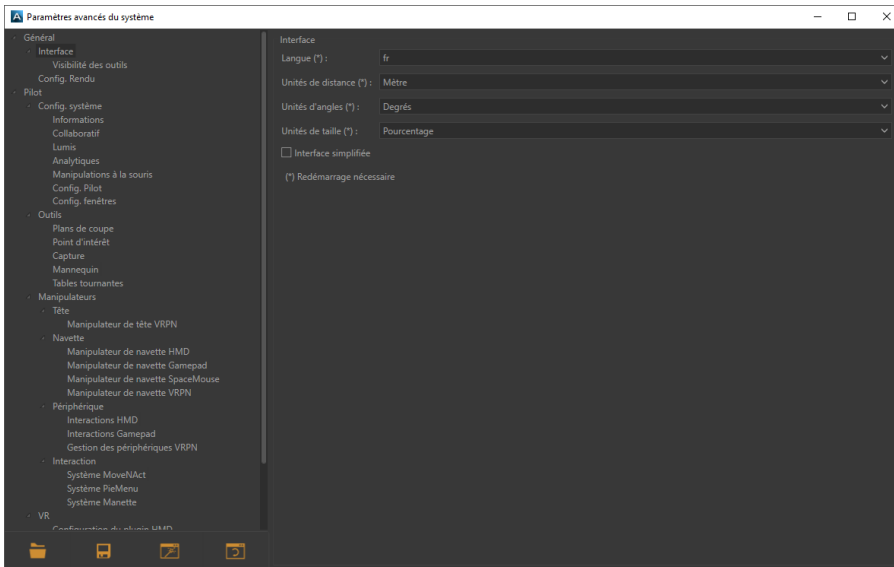 Paramètres avancés du système
Général
Interface
Visibilité des outils
Config. Rendu
Pilot
Config. système
Informations
Collaboratif
Lumis
Analytiques
Manipulations à la souris
Config. Pilot
Config. fenêtres
Outils
Plans de coupe
Point d'intérêt
Capture
Mannequin
Tables tournantes
Manipulateurs
Tête
Manipulateur de tête VRPN
Navette
Manipulateur de navette HMD
Manipulateur de navette Gamepad
Manipulateur de navette SpaceMouse
Manipulateur de navette VRPN
Périphérique
Interactions HMD
Interactions Gamepad
Gestion des périphériques VRPN
Interaction
Système MoveNAct
Système PieMenu
Système Manette
VR
Configuration du plugin HMD
Interface
Langue (*) : fr
Unités de distance (*) : Mètre
Unités d'angles (*) : Degrés
Unités de taille (*) : Pourcentage
Interface simplifiée
(*) Redémarrage nécessaire